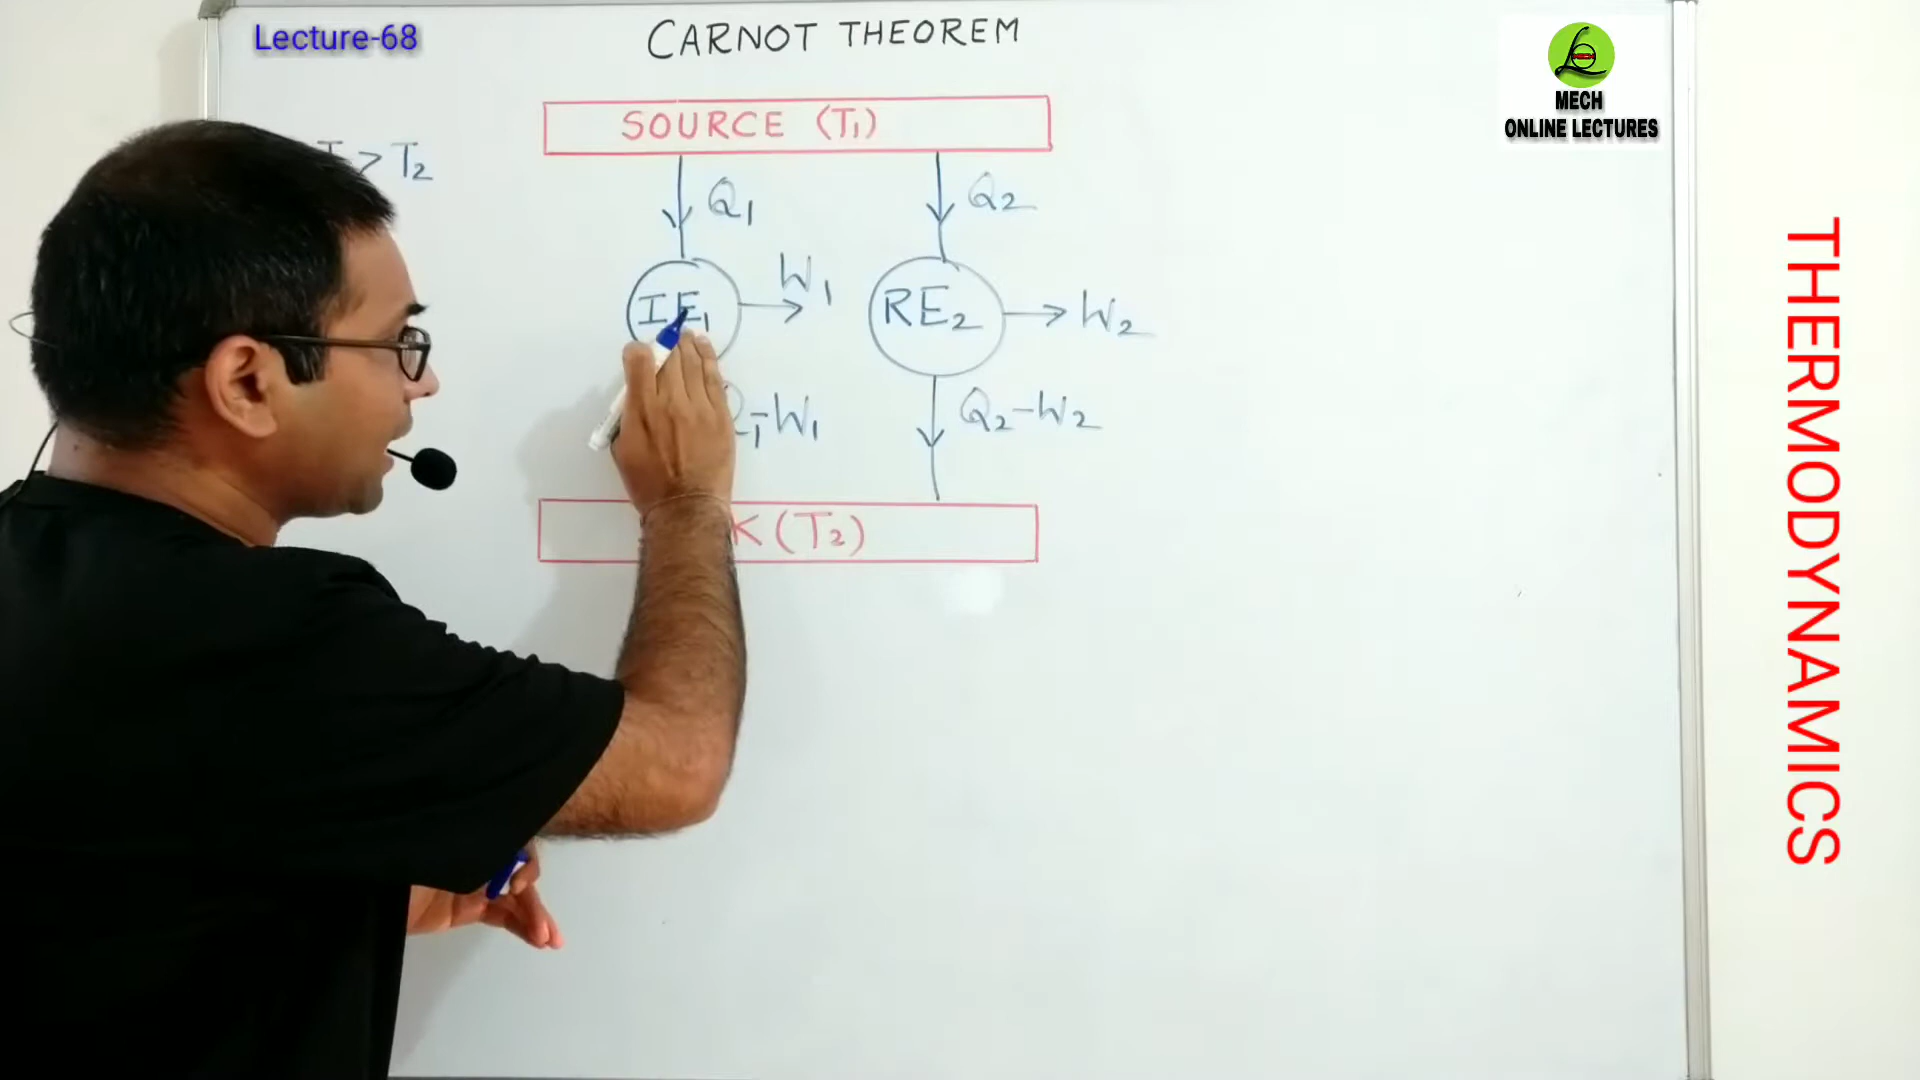 Lecture-68
CARNOT THEOREM
MECH
ONLINE LECTURES
SOURCE (T1)
> T2
Q1
Q2
IE1
W1
RE2
W2
-W1
Q2-W2
K (T2)
THERMODYNAMICS